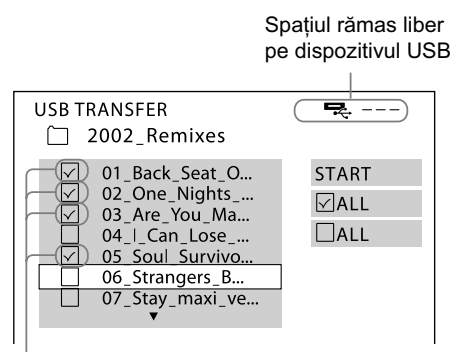 Spațiul rămas liber
pe dispozitivul USB
USB TRANSFER
---
2002_Remixes
01_Back_Seat_O...
02_One_Nights_...
03_Are_You_Ma...
04_I_Can_Lose_...
05_Soul_Survivo...
06_Strangers_B...
07_Stay_maxi_ve...
START
ALL
ALL